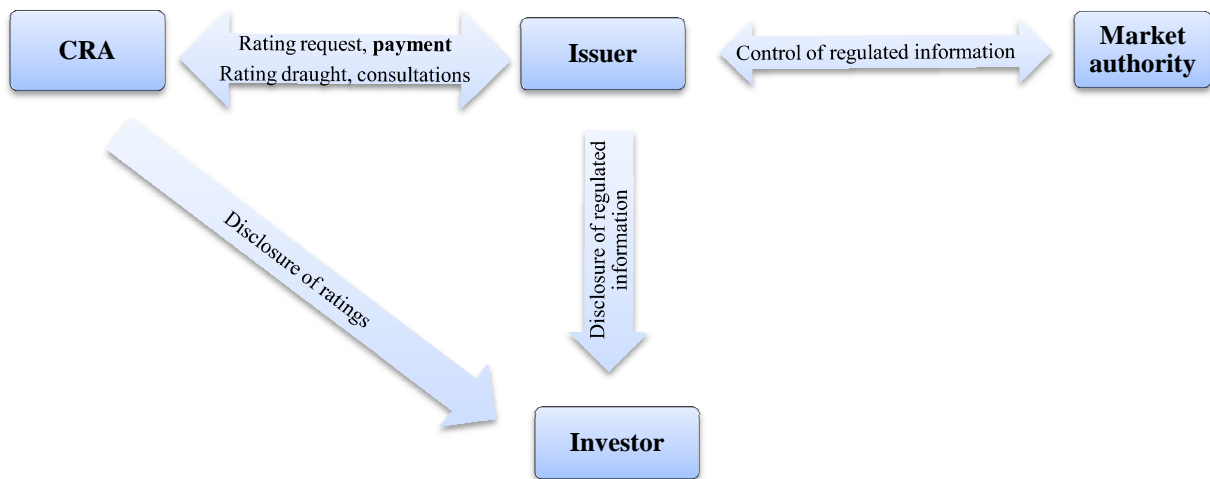 CRA
Rating request, payment
Rating draught, consultations
Issuer
Control of regulated information
Market
authority
Disclosure of ratings
Disclosure of regulated
information
Investor